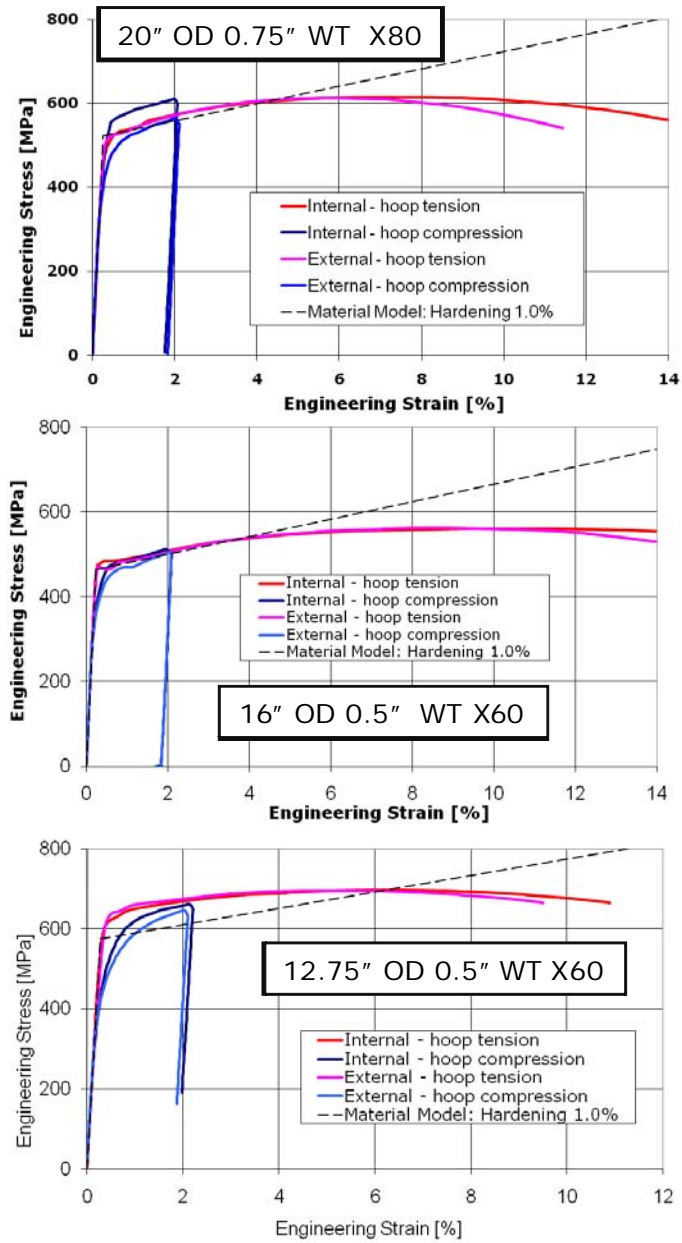 20" OD 0.75" WT X80
Engineering Stress [MPa]
800
600
400
200
0
Internal - hoop tension
Internal - hoop compression
External - hoop tension
External - hoop compression
Material Model: Hardening 1.0%
0 2 4 6 8 10 12 14
Engineering Strain [%]
Engineering Stress [MPa]
800
600
400
200
0
Internal - hoop tension
Internal - hoop compression
External - hoop tension
External - hoop compression
Material Model: Hardening 1.0%
16" OD 0.5" WT X60
0 2 4 6 8 10 12 14
Engineering Strain [%]
Engineering Stress [MPa]
800
600
400
200
0
12.75" OD 0.5" WT X60
Internal - hoop tension
Internal - hoop compression
External - hoop tension
External - hoop compression
Material Model: Hardening 1.0%
0 2 4 6 8 10 12
Engineering Strain [%]